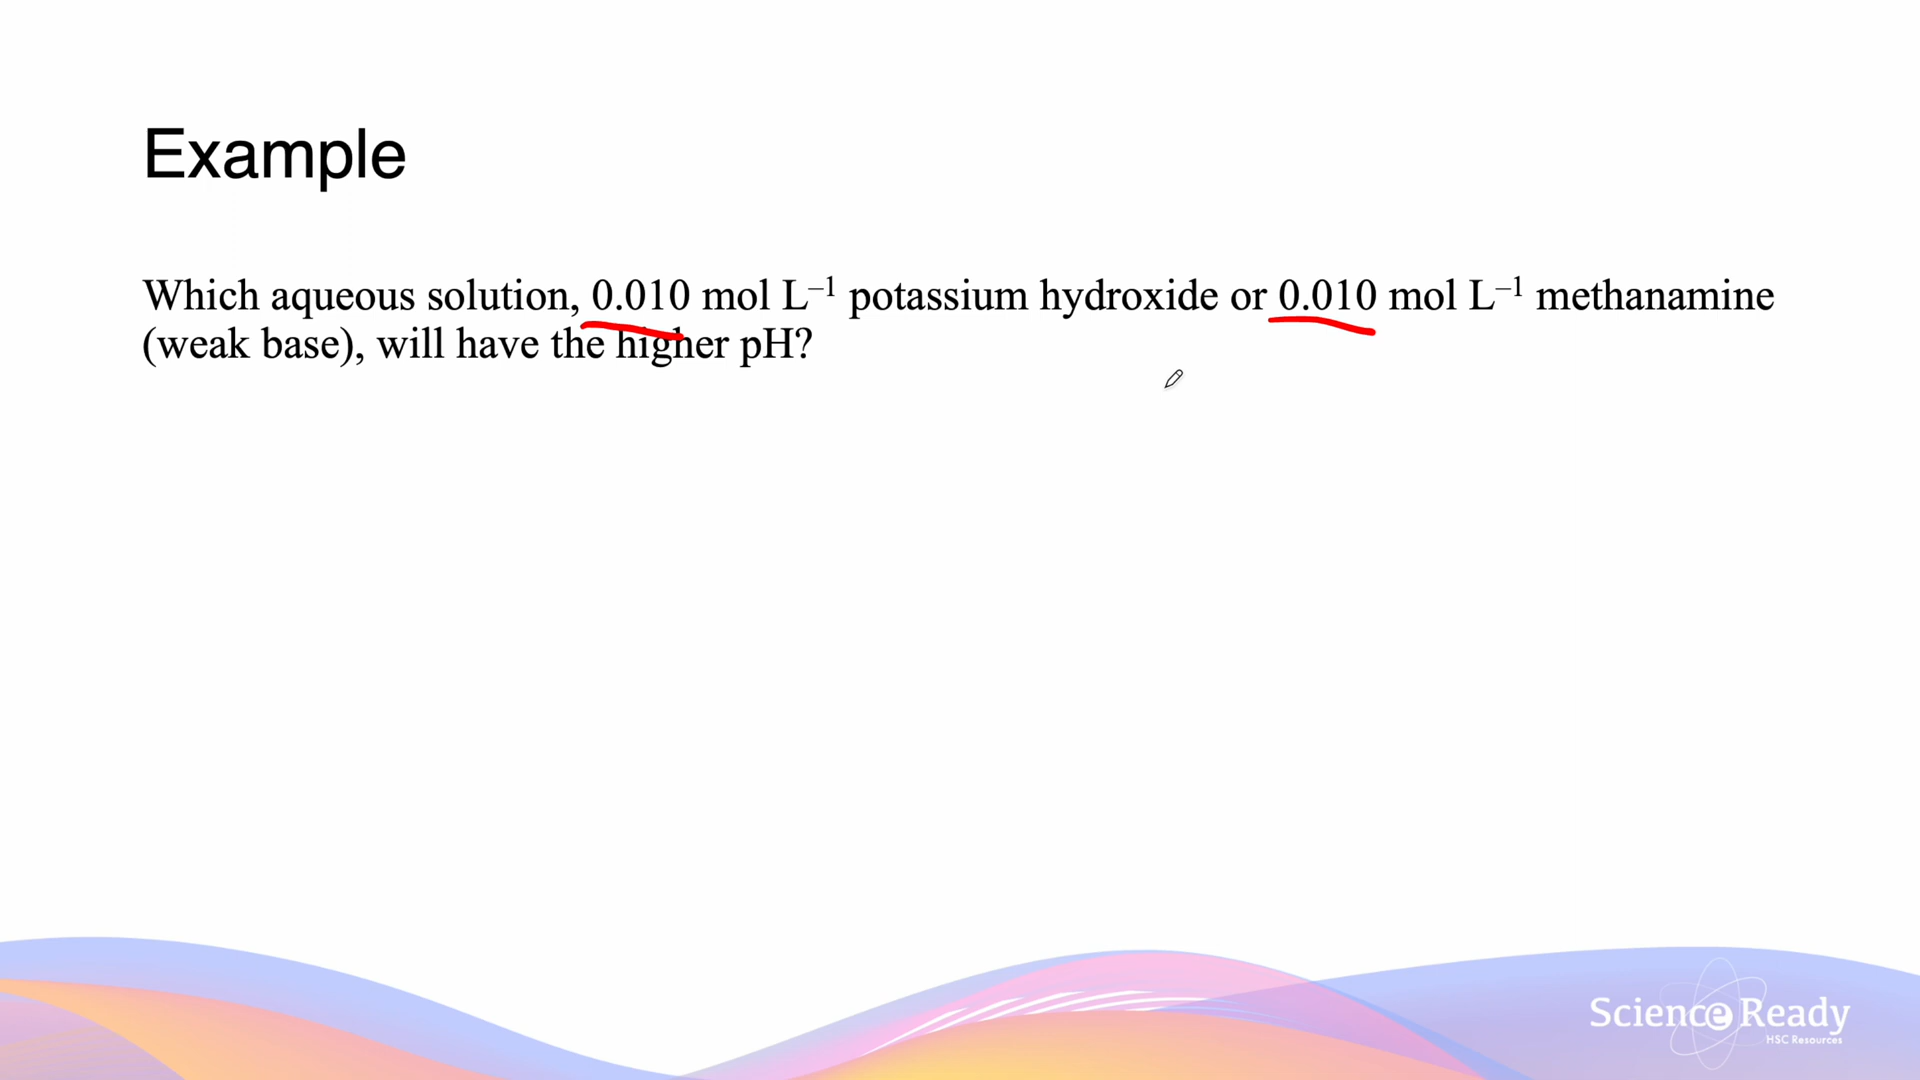 Example
Which aqueous solution, 0.010 mol L⁻¹ potassium hydroxide or 0.010 mol L⁻¹ methanamine
(weak base), will have the higher pH?
Science Ready
HSC Resources